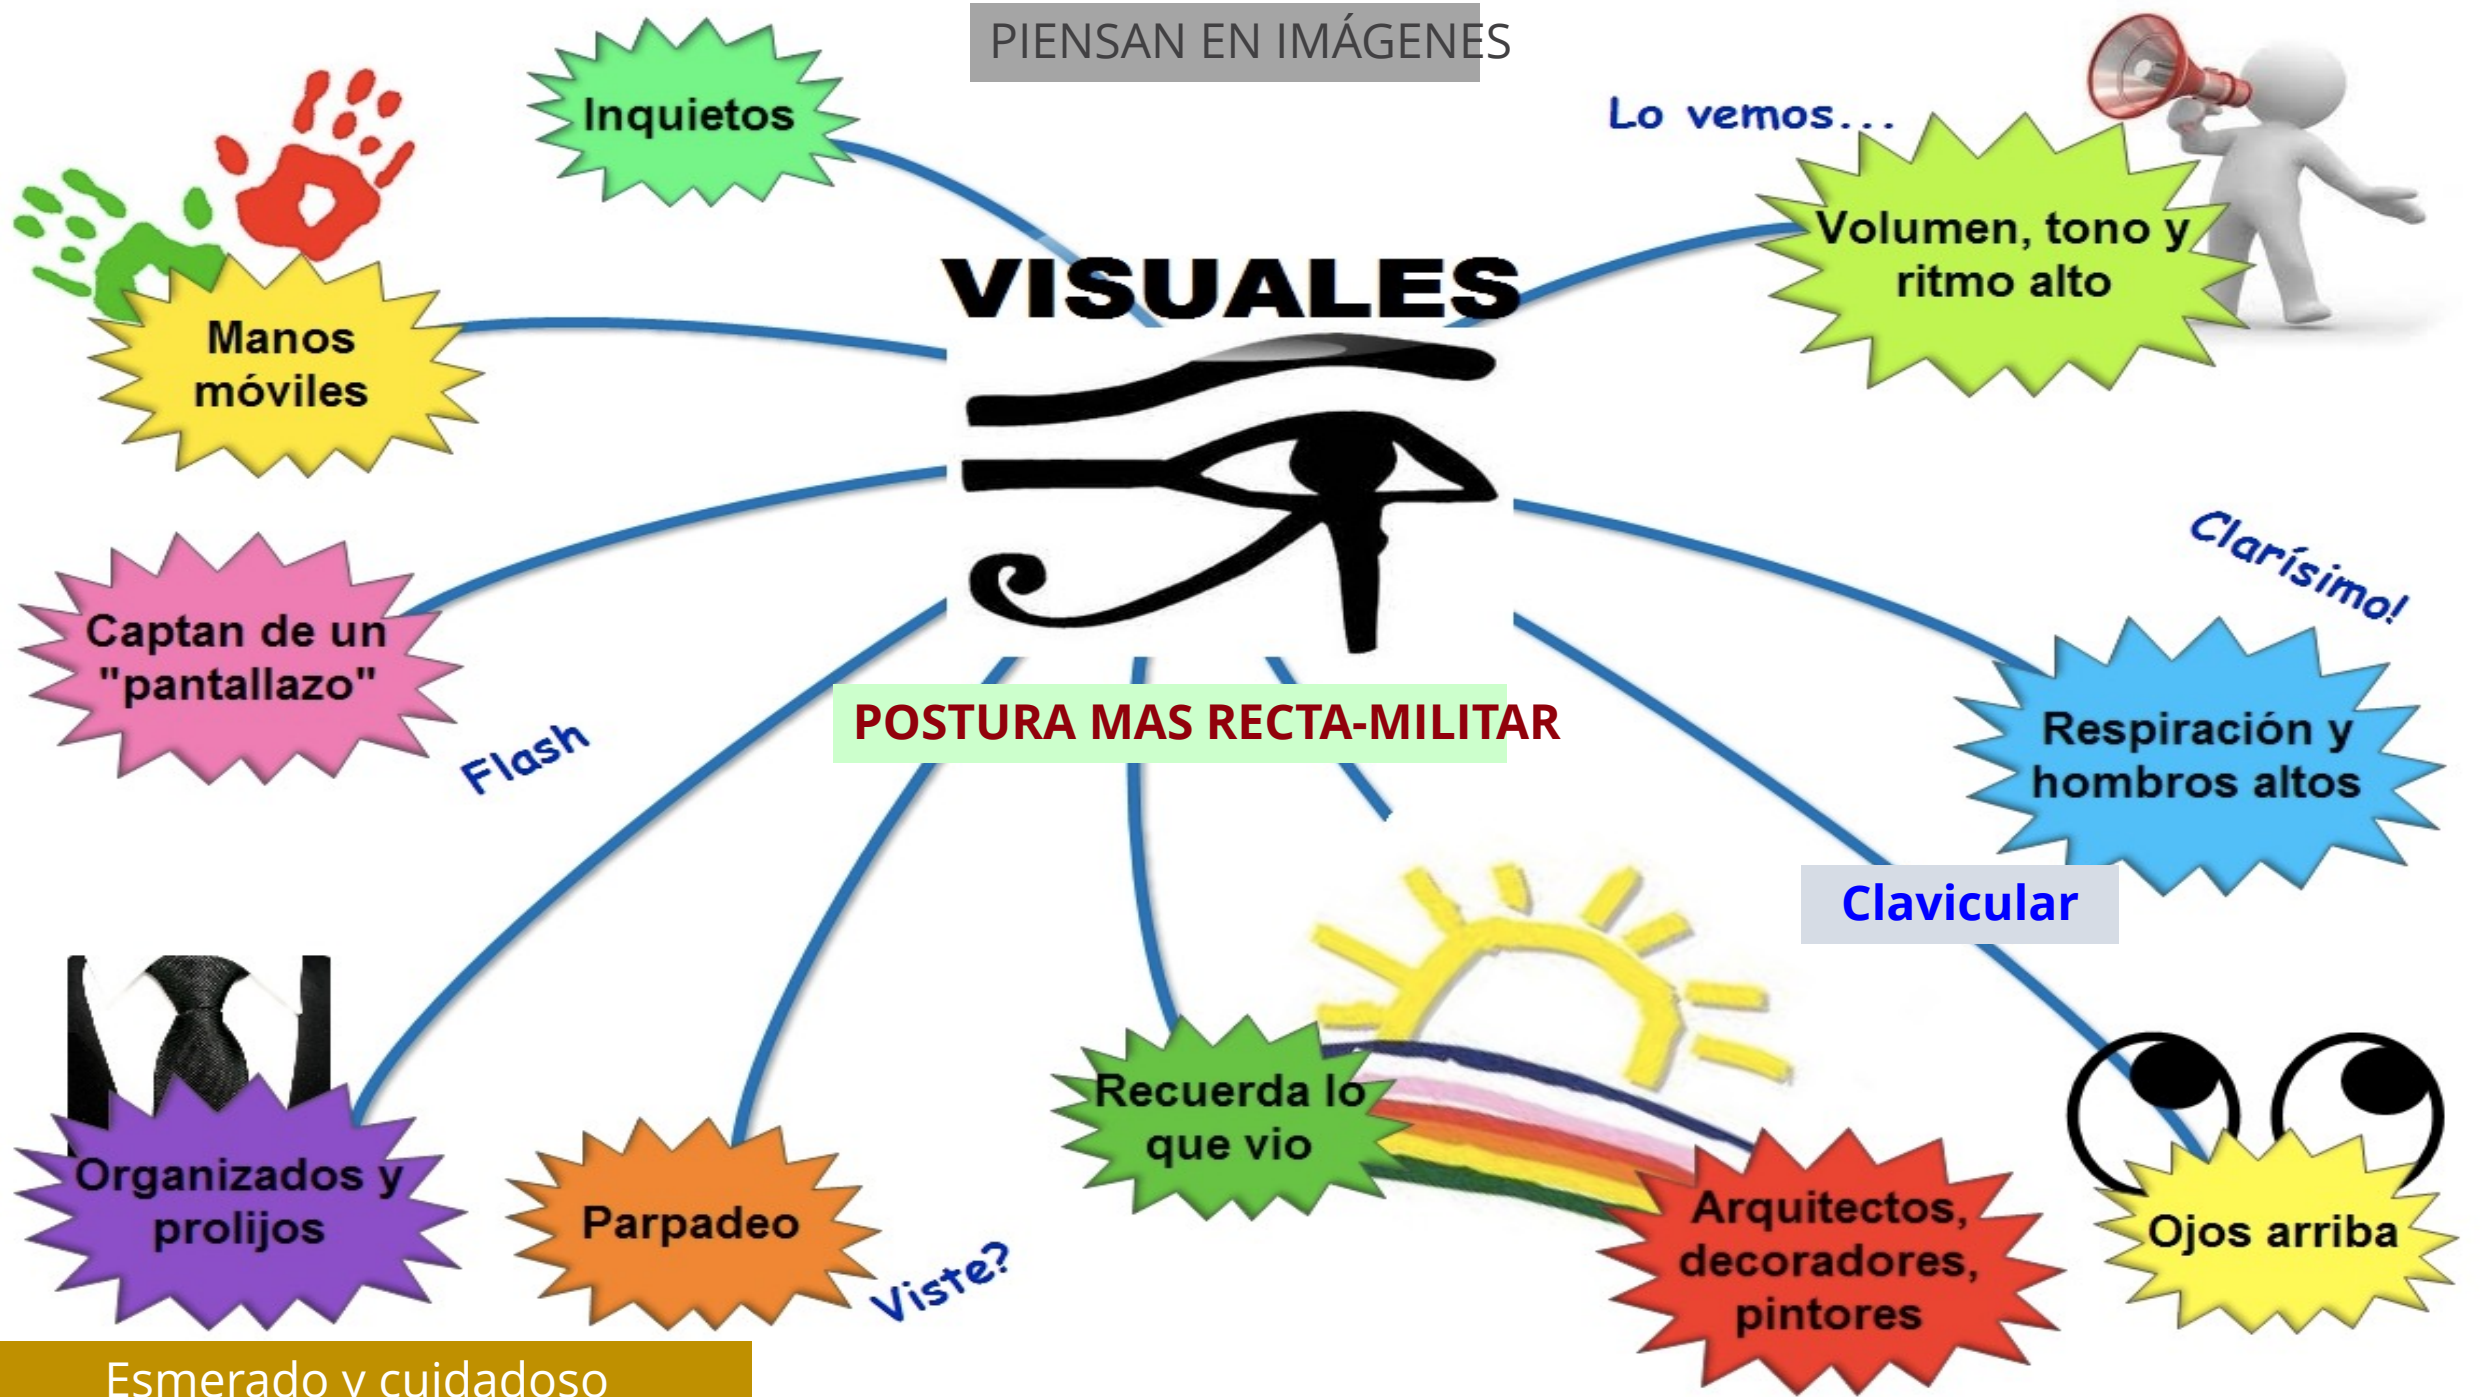 PIENSAN EN IMÁGENES
Inquietos
Lo vemos...
Volumen, tono y
ritmo alto
VISUALES
Manos
móviles
Captan de un
"pantallazo"
Flash
Clarísimo!
Respiración y
hombros altos
POSTURA MAS RECTA-MILITAR
Clavicular
Organizados y
prolijos
Parpadeo
Viste?
Recuerda lo
que vio
Arquitectos,
decoradores,
pintores
Ojos arriba
Esmerado y cuidadoso